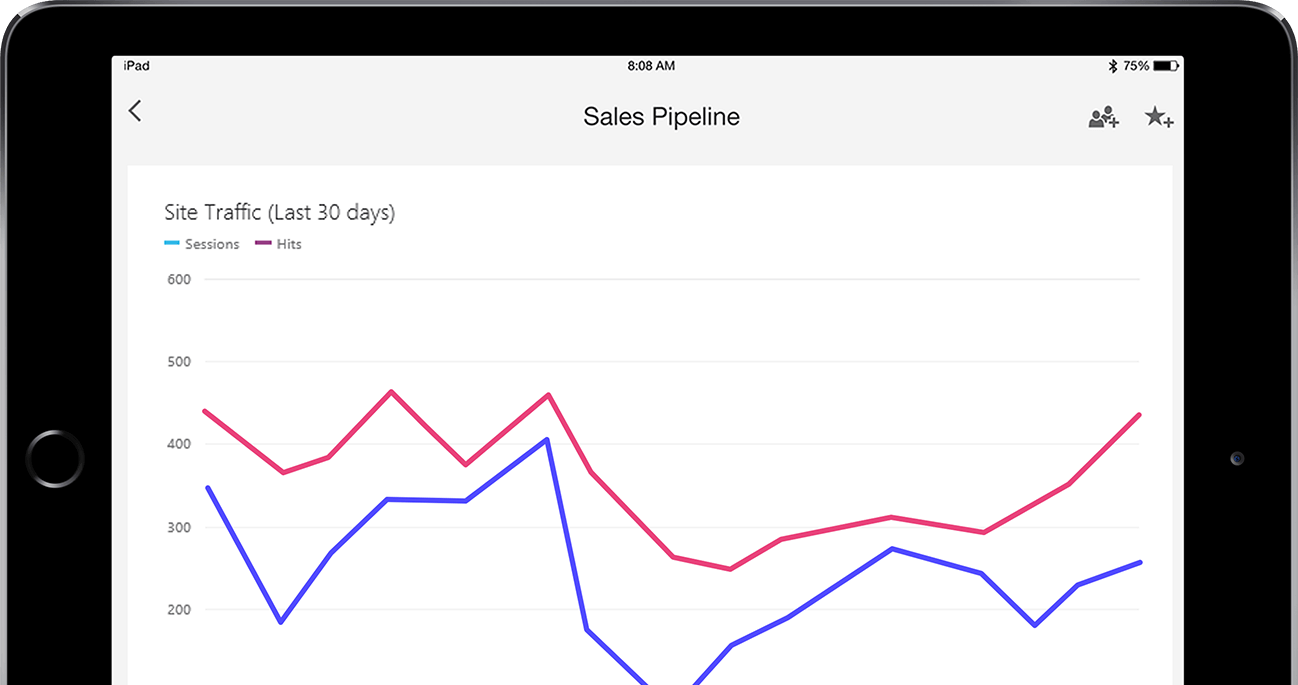 iPad 8:08 AM 75%
Sales Pipeline
Site Traffic (Last 30 days)
Sessions Hits
600
500
400
300
200